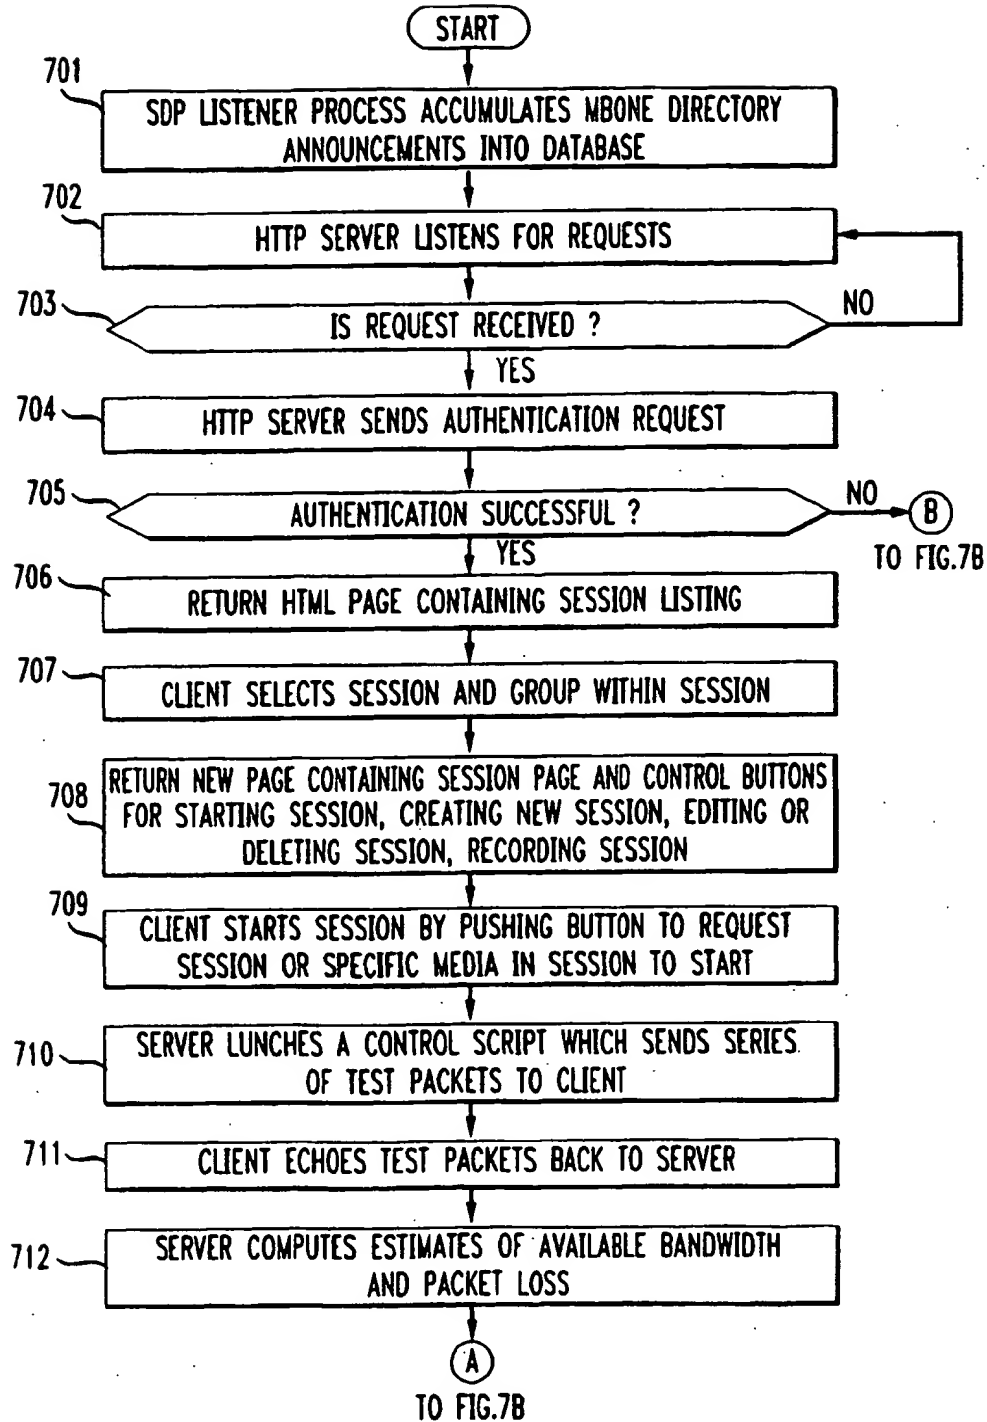 START
701
SDP LISTENER PROCESS ACCUMULATES MBONE DIRECTORY
ANNOUNCEMENTS INTO DATABASE
702
HTTP SERVER LISTENS FOR REQUESTS
703
IS REQUEST RECEIVED ?
NO
YES
704
HTTP SERVER SENDS AUTHENTICATION REQUEST
705
AUTHENTICATION SUCCESSFUL ?
NO
B
TO FIG.7B
YES
706
RETURN HTML PAGE CONTAINING SESSION LISTING
707
CLIENT SELECTS SESSION AND GROUP WITHIN SESSION
708
RETURN NEW PAGE CONTAINING SESSION PAGE AND CONTROL BUTTONS
FOR STARTING SESSION, CREATING NEW SESSION, EDITING OR
DELETING SESSION, RECORDING SESSION
709
CLIENT STARTS SESSION BY PUSHING BUTTON TO REQUEST
SESSION OR SPECIFIC MEDIA IN SESSION TO START
710
SERVER LUNCHES A CONTROL SCRIPT WHICH SENDS SERIES
OF TEST PACKETS TO CLIENT
711
CLIENT ECHOES TEST PACKETS BACK TO SERVER
712
SERVER COMPUTES ESTIMATES OF AVAILABLE BANDWIDTH
AND PACKET LOSS
A
TO FIG.7B